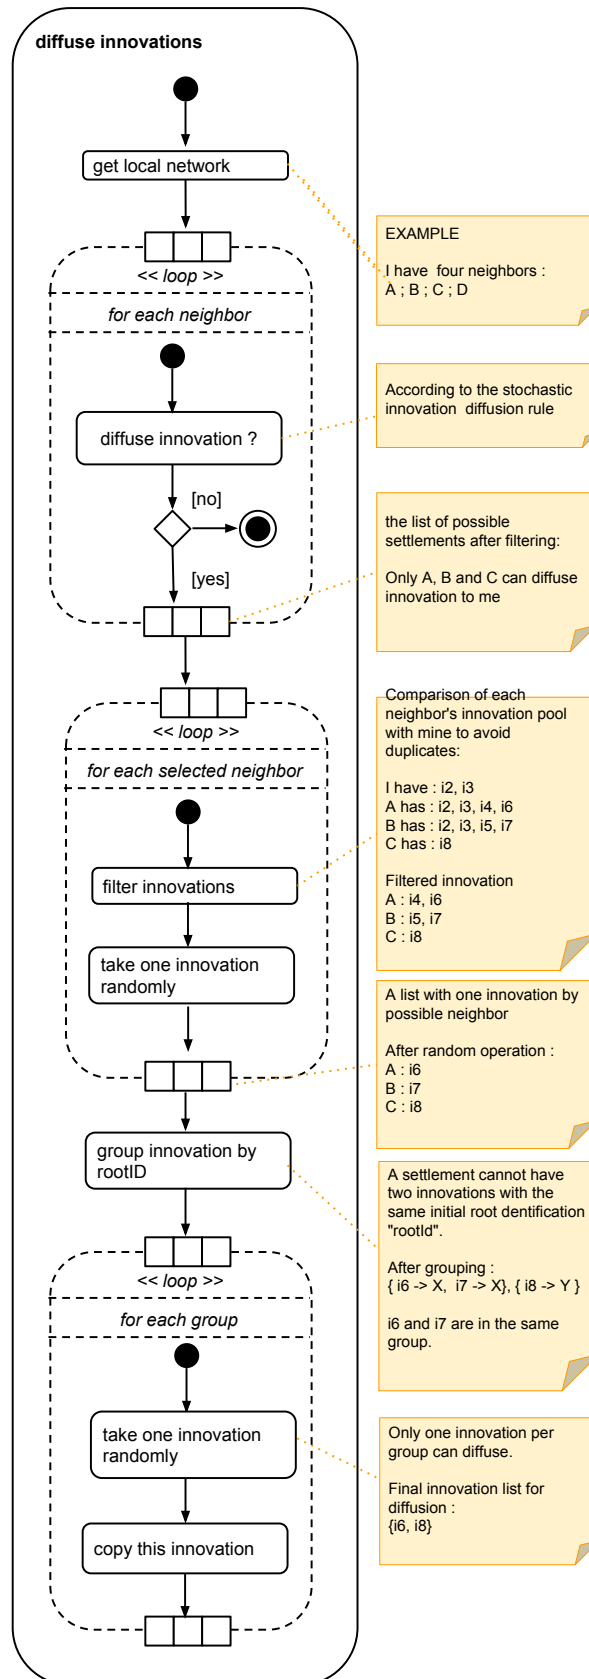 diffuse innovations
get local network
EXAMPLE
I have  four neighbors :
A ; B ; C ; D
<< loop >>
for each neighbor
diffuse innovation ?
According to the stochastic
innovation  diffusion rule
[no]
[yes]
the list of possible
settlements after filtering:
Only A, B and C can diffuse
innovation to me
<< loop >>
for each selected neighbor
filter innovations
take one innovation
randomly
Comparison of each
neighbor's innovation pool
with mine to avoid
duplicates:
I have : i2, i3
A has : i2, i3, i4, i6
B has : i2, i3, i5, i7
C has : i8
Filtered innovation
A : i4, i6
B : i5, i7
C : i8
A list with one innovation by
possible neighbor
After random operation :
A : i6
B : i7
C : i8
group innovation by
rootID
A settlement cannot have
two innovations with the
same initial root dentification
"rootId".
After grouping :
{ i6 -> X,  i7 -> X}, { i8 -> Y }
i6 and i7 are in the same
group.
<< loop >>
for each group
take one innovation
randomly
copy this innovation
Only one innovation per
group can diffuse.
Final innovation list for
diffusion :
{i6, i8}